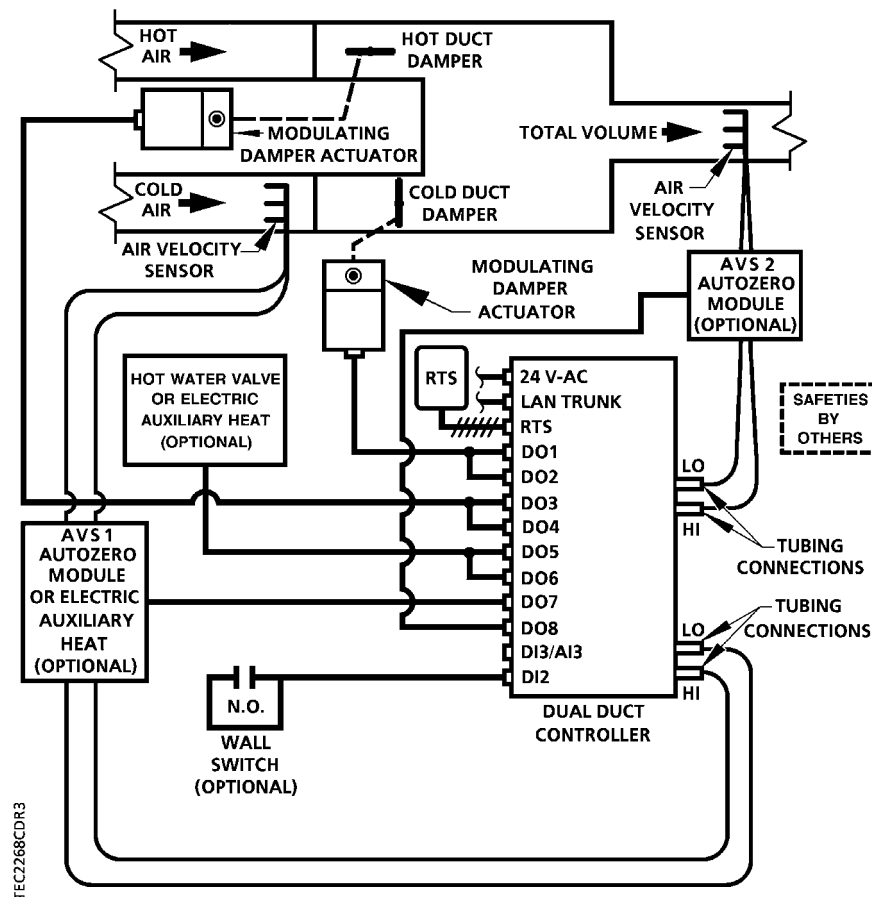 HOT
AIR
HOT DUCT
DAMPER
MODULATING
DAMPER ACTUATOR
TOTAL VOLUME
COLD
AIR
COLD DUCT
DAMPER
AIR
VELOCITY
SENSOR
AIR VELOCITY
SENSOR
MODULATING
DAMPER
ACTUATOR
AVS 2
AUTOZERO
MODULE
(OPTIONAL)
HOT WATER VALVE
OR ELECTRIC
AUXILIARY HEAT
(OPTIONAL)
RTS
24 V-AC
LAN TRUNK
RTS
DO1
DO2
DO3
DO4
DO5
DO6
DO7
DO8
DI3/AI3
DI2
SAFETIES
BY
OTHERS
LO
HI
TUBING
CONNECTIONS
AVS 1
AUTOZERO
MODULE
OR ELECTRIC
AUXILIARY
HEAT
(OPTIONAL)
TUBING
CONNECTIONS
LO
HI
N.O.
WALL
SWITCH
(OPTIONAL)
DUAL DUCT
CONTROLLER
TEC2268CDR3